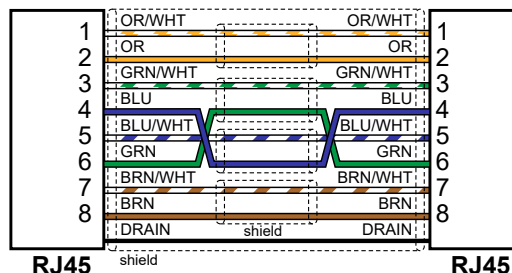 OR/WHT OR/WHT
1 1
OR OR
2 2
GRN/WHT GRN/WHT
3 3
BLU BLU
4 4
BLU/WHT BLU/WHT
5 5
GRN GRN
6 6
BRN/WHT BRN/WHT
7 7
BRN BRN
8 8
DRAIN shield DRAIN
RJ45 shield RJ45